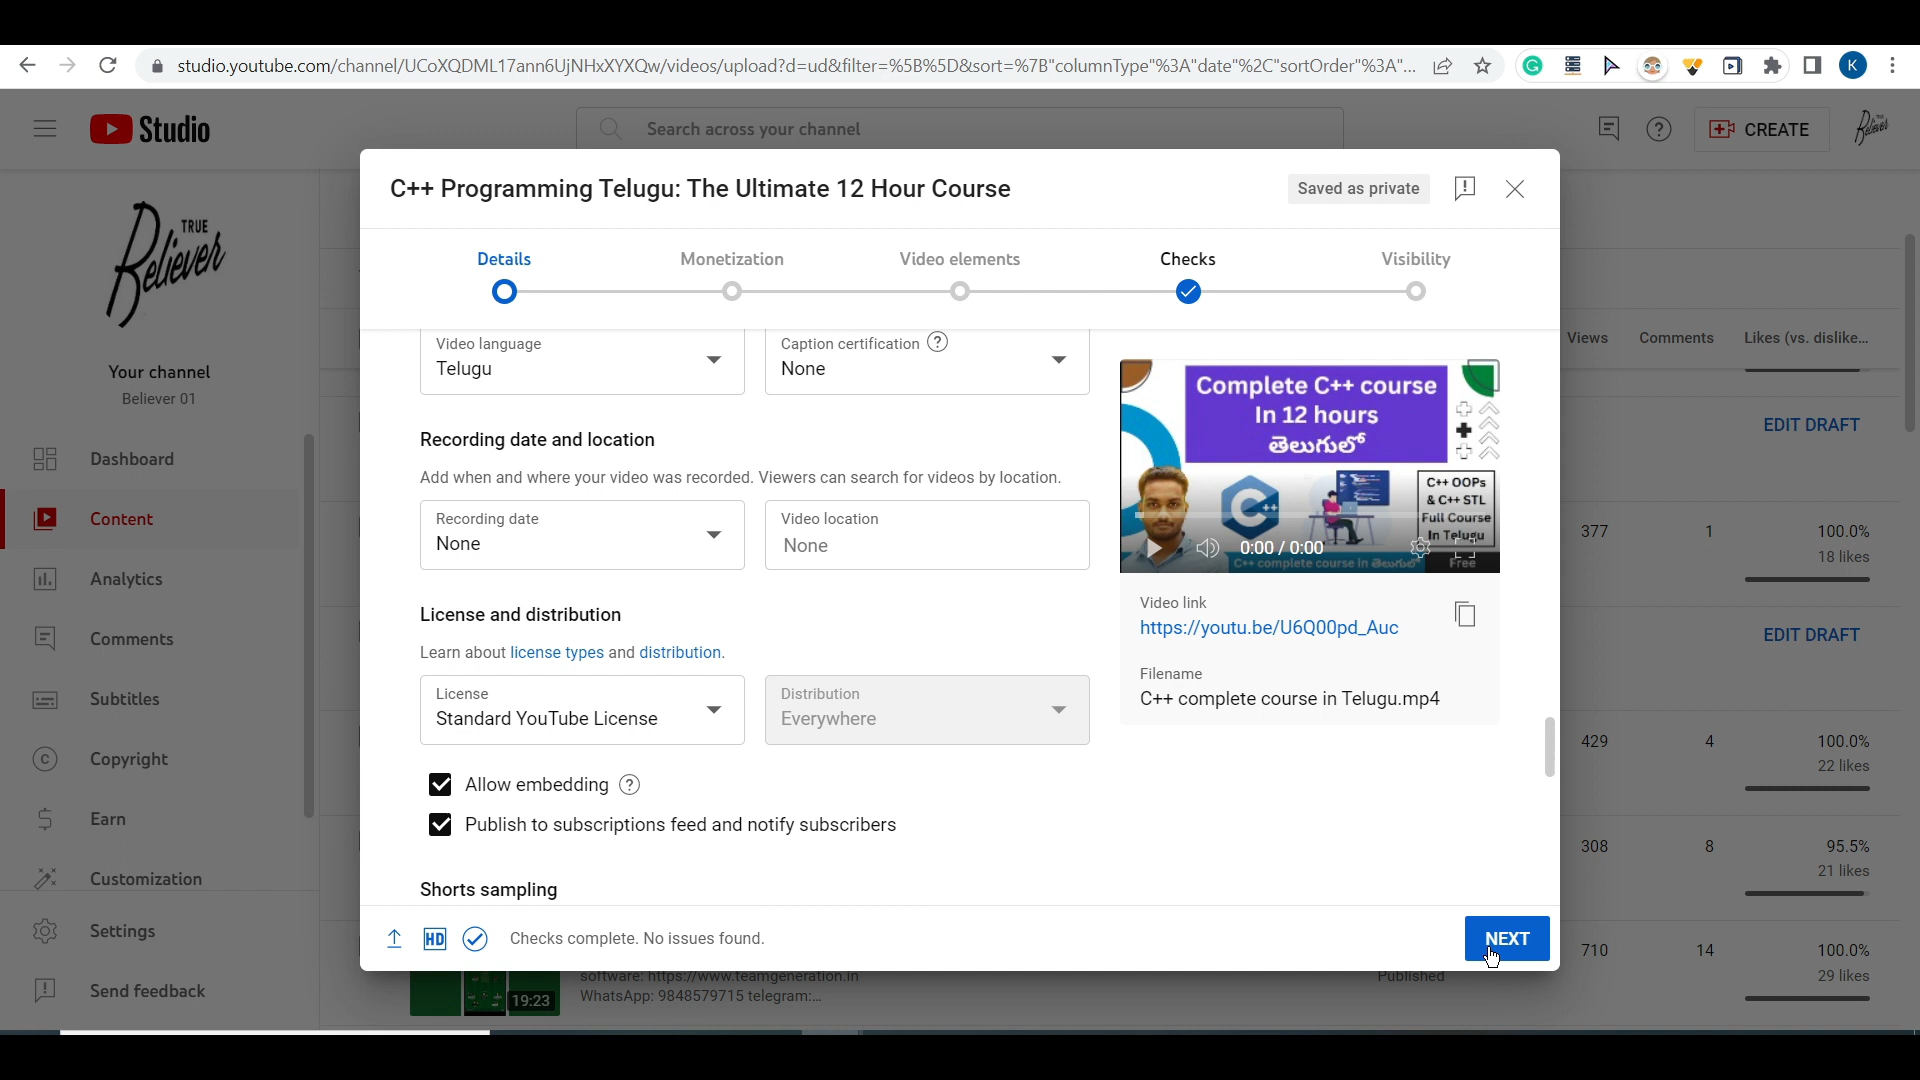 studio.youtube.com/channel/UCoXQDML17ann6UjNHxXYXQw/videos/upload?d=ud&filter=%5B%5D&sort=%7B"columnType"%3A"date"%2C"sortOrder"%3A"...
K
Studio
Search across your channel
CREATE
TRUE Believer
C++ Programming Telugu: The Ultimate 12 Hour Course
Saved as private
Details
Monetization
Video elements
Checks
Visibility
TRUE
Believer
Your channel
Believer 01
Dashboard
Content
Analytics
Comments
Subtitles
Copyright
Earn
Customization
Settings
Send feedback
Video language
Telugu
Caption certification
None
Recording date and location
Add when and where your video was recorded. Viewers can search for videos by location.
Recording date
None
Video location
None
License and distribution
Learn about license types and distribution.
License
Standard YouTube License
Distribution
Everywhere
Allow embedding
Publish to subscriptions feed and notify subscribers
Shorts sampling
Complete C++ course
In 12 hours
తెలుగులో
C++ OOPs
& C++ STL
Full Course
In Telugu
C++
0:00 / 0:00
C++ complete course in తెలుగులో
Free
Video link
https://youtu.be/U6Q00pd_Auc
Filename
C++ complete course in Telugu.mp4
HD
Checks complete. No issues found.
NEXT
Views
Comments
Likes (vs. dislike...
EDIT DRAFT
377
1
100.0%
18 likes
EDIT DRAFT
429
4
100.0%
22 likes
308
8
95.5%
21 likes
710
14
100.0%
29 likes
19:23
software: https://www.teamgeneration.in
WhatsApp: 9848579715 telegram:...
Published